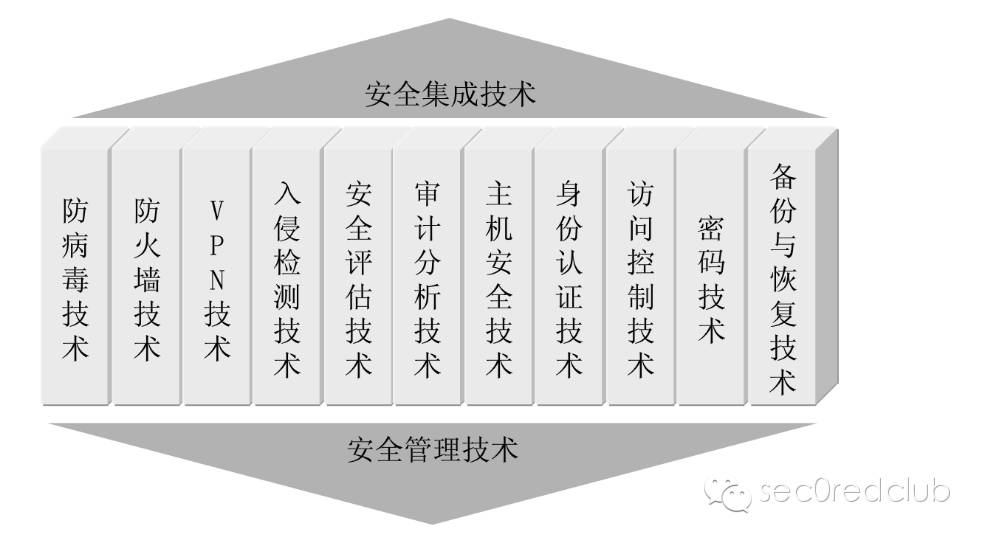 安全集成技术
防病毒技术
防火墙技术
VPN技术
入侵检测技术
安全评估技术
审计分析技术
主机安全技术
身份认证技术
访问控制技术
密码技术
备份与恢复技术
安全管理技术
sec0redclub